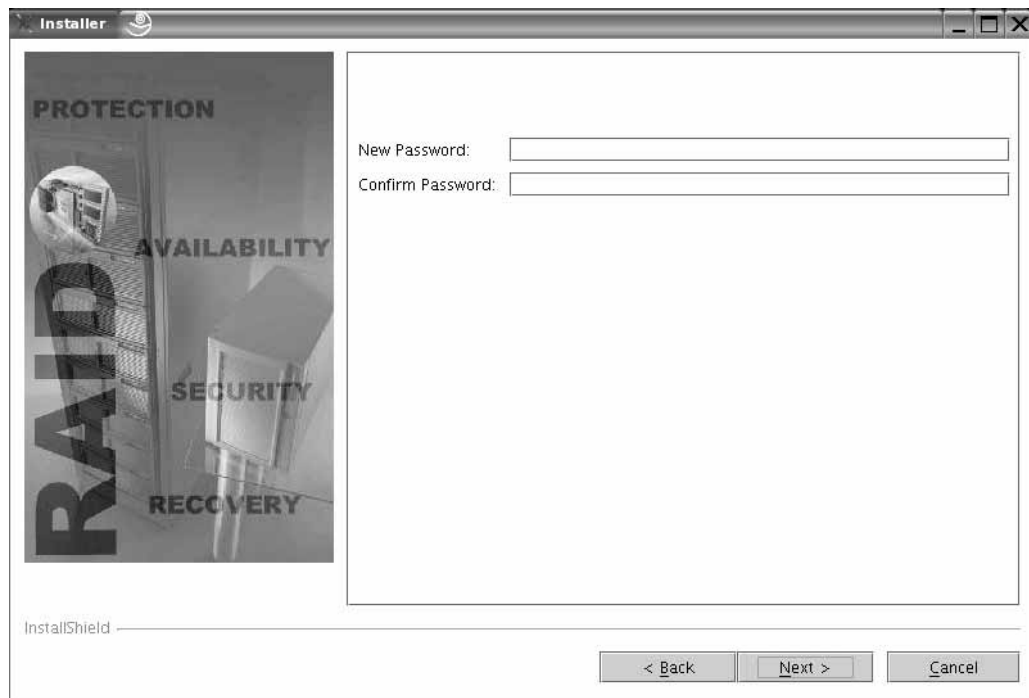 Installer
PROTECTION
AVAILABILITY
RAID
SECURITY
RECOVERY
New Password:
Confirm Password:
InstallShield
< Back
Next >
Cancel